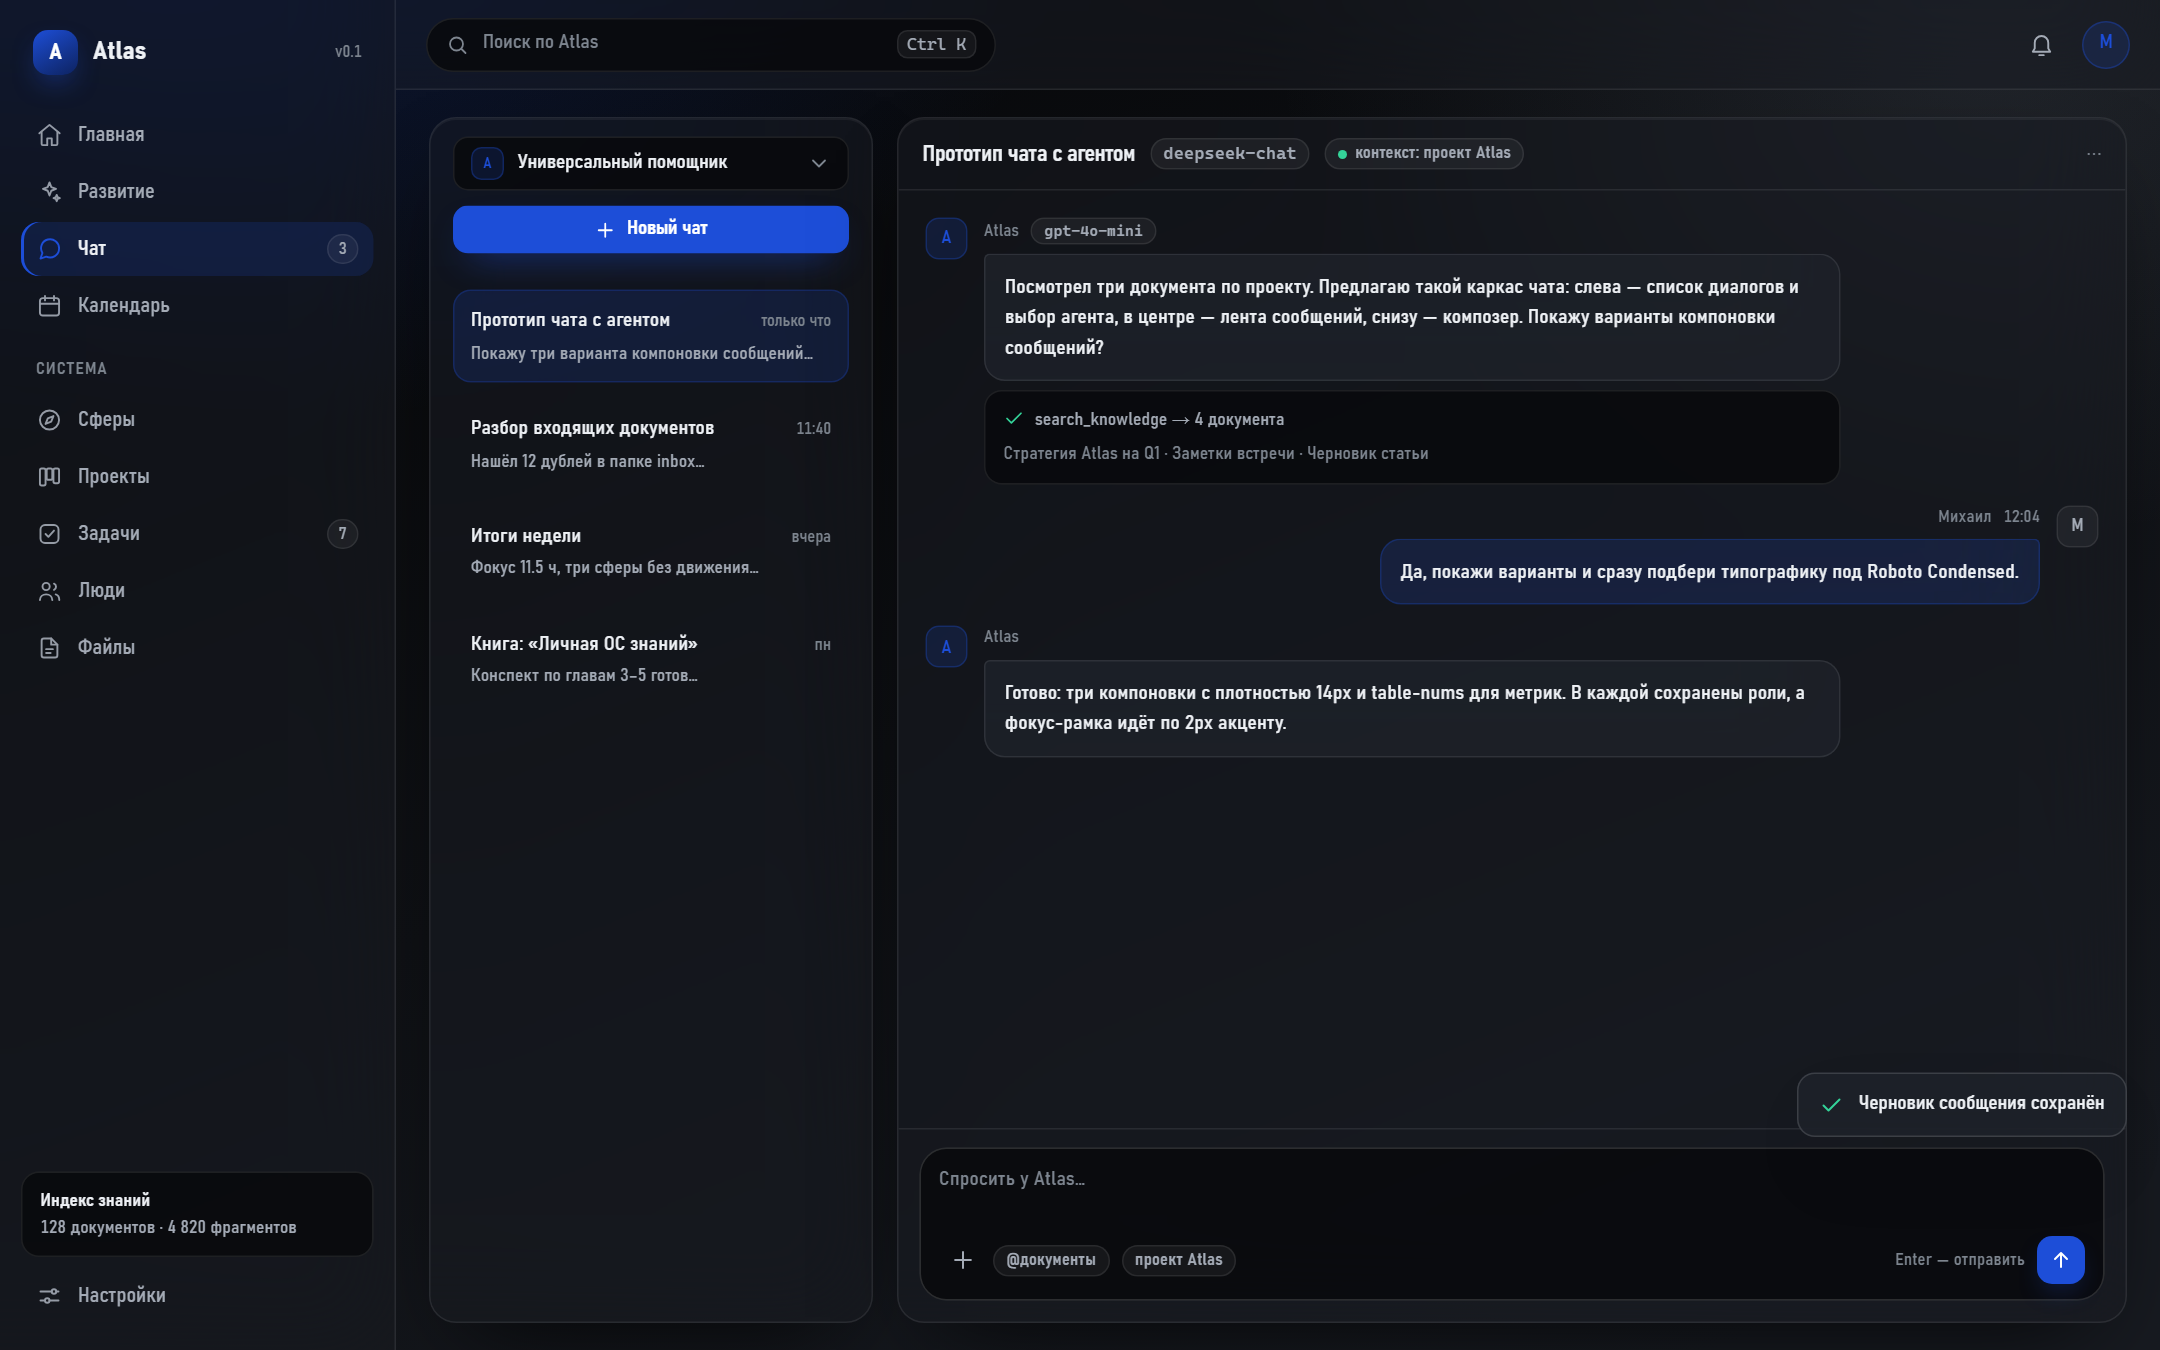 A Atlas v0.1
Главная
Развитие
Чат 3
Календарь
СИСТЕМА
Сферы
Проекты
Задачи 7
Люди
Файлы
Индекс знаний
128 документов · 4 820 фрагментов
Настройки
Поиск по Atlas Ctrl K
M
A Универсальный помощник
Новый чат
Прототип чата с агентом только что
Покажу три варианта компоновки сообщений…
Разбор входящих документов 11:40
Нашёл 12 дублей в папке inbox…
Итоги недели вчера
Фокус 11.5 ч, три сферы без движения…
Книга: «Личная ОС знаний» пн
Конспект по главам 3–5 готов…
Прототип чата с агентом deepseek-chat контекст: проект Atlas ...
A Atlas gpt-4o-mini
Посмотрел три документа по проекту. Предлагаю такой каркас чата: слева — список диалогов и
выбор агента, в центре — лента сообщений, снизу — композер. Покажу варианты компоновки
сообщений?
search_knowledge → 4 документа
Стратегия Atlas на Q1 · Заметки встречи · Черновик статьи
Михаил 12:04 М
Да, покажи варианты и сразу подбери типографику под Roboto Condensed.
A Atlas
Готово: три компоновки с плотностью 14px и table-nums для метрик. В каждой сохранены роли, а
фокус-рамка идёт по 2px акценту.
Черновик сообщения сохранён
Спросить у Atlas…
@документы проект Atlas Enter — отправить